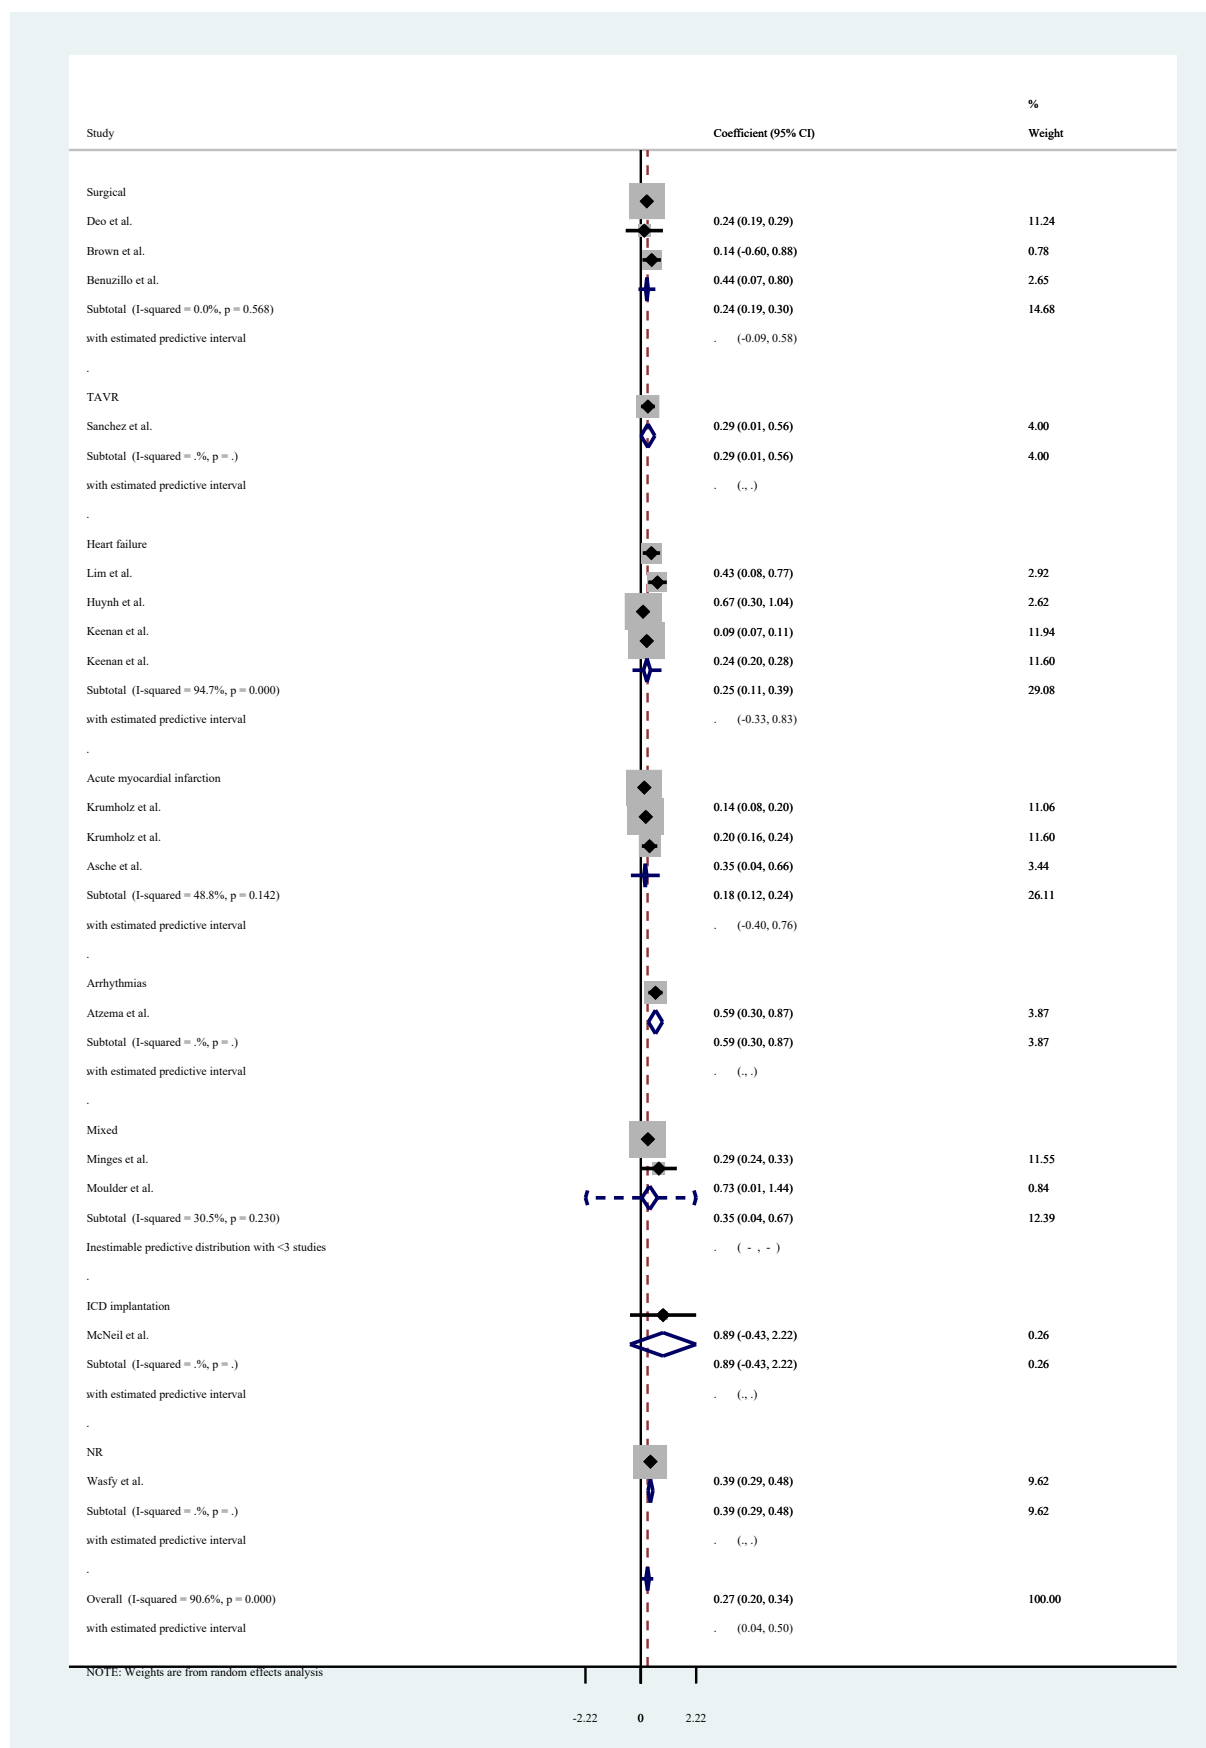 %
Study Coefficient (95% CI) Weight
Surgical
Deo et al. 0.24 (0.19, 0.29) 11.24
Brown et al. 0.14 (-0.60, 0.88) 0.78
Benuzillo et al. 0.44 (0.07, 0.80) 2.65
Subtotal (I-squared = 0.0%, p = 0.568) 0.24 (0.19, 0.30) 14.68
with estimated predictive interval . (-0.09, 0.58)
.
TAVR
Sanchez et al. 0.29 (0.01, 0.56) 4.00
Subtotal (I-squared = .%, p = .) 0.29 (0.01, 0.56) 4.00
with estimated predictive interval . (., .)
.
Heart failure
Lim et al. 0.43 (0.08, 0.77) 2.92
Huynh et al. 0.67 (0.30, 1.04) 2.62
Keenan et al. 0.09 (0.07, 0.11) 11.94
Keenan et al. 0.24 (0.20, 0.28) 11.60
Subtotal (I-squared = 94.7%, p = 0.000) 0.25 (0.11, 0.39) 29.08
with estimated predictive interval . (-0.33, 0.83)
.
Acute myocardial infarction
Krumholz et al. 0.14 (0.08, 0.20) 11.06
Krumholz et al. 0.20 (0.16, 0.24) 11.60
Asche et al. 0.35 (0.04, 0.66) 3.44
Subtotal (I-squared = 48.8%, p = 0.142) 0.18 (0.12, 0.24) 26.11
with estimated predictive interval . (-0.40, 0.76)
.
Arrhythmias
Atzema et al. 0.59 (0.30, 0.87) 3.87
Subtotal (I-squared = .%, p = .) 0.59 (0.30, 0.87) 3.87
with estimated predictive interval . (., .)
.
Mixed
Minges et al. 0.29 (0.24, 0.33) 11.55
Moulder et al. 0.73 (0.01, 1.44) 0.84
Subtotal (I-squared = 30.5%, p = 0.230) 0.35 (0.04, 0.67) 12.39
Inestimable predictive distribution with <3 studies . ( - , - )
.
ICD implantation
McNeil et al. 0.89 (-0.43, 2.22) 0.26
Subtotal (I-squared = .%, p = .) 0.89 (-0.43, 2.22) 0.26
with estimated predictive interval . (., .)
.
NR
Wasfy et al. 0.39 (0.29, 0.48) 9.62
Subtotal (I-squared = .%, p = .) 0.39 (0.29, 0.48) 9.62
with estimated predictive interval . (., .)
.
Overall (I-squared = 90.6%, p = 0.000) 0.27 (0.20, 0.34) 100.00
with estimated predictive interval . (0.04, 0.50)
NOTE: Weights are from random effects analysis
-2.22 0 2.22